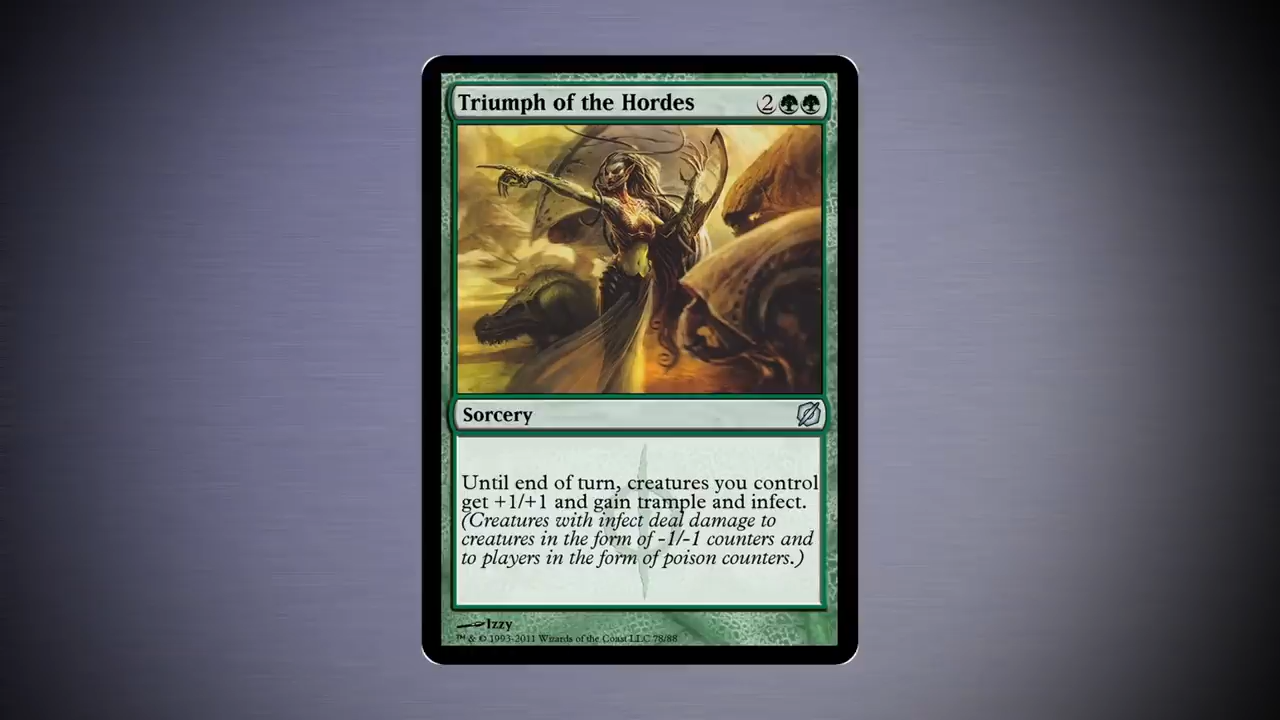 Triumph of the Hordes 2
Sorcery
Until end of turn, creatures you control
get +1/+1 and gain trample and infect.
(Creatures with infect deal damage to
creatures in the form of -1/-1 counters and
to players in the form of poison counters.)
Izzy
™ & © 1993-2011 Wizards of the Coast LLC 78/88